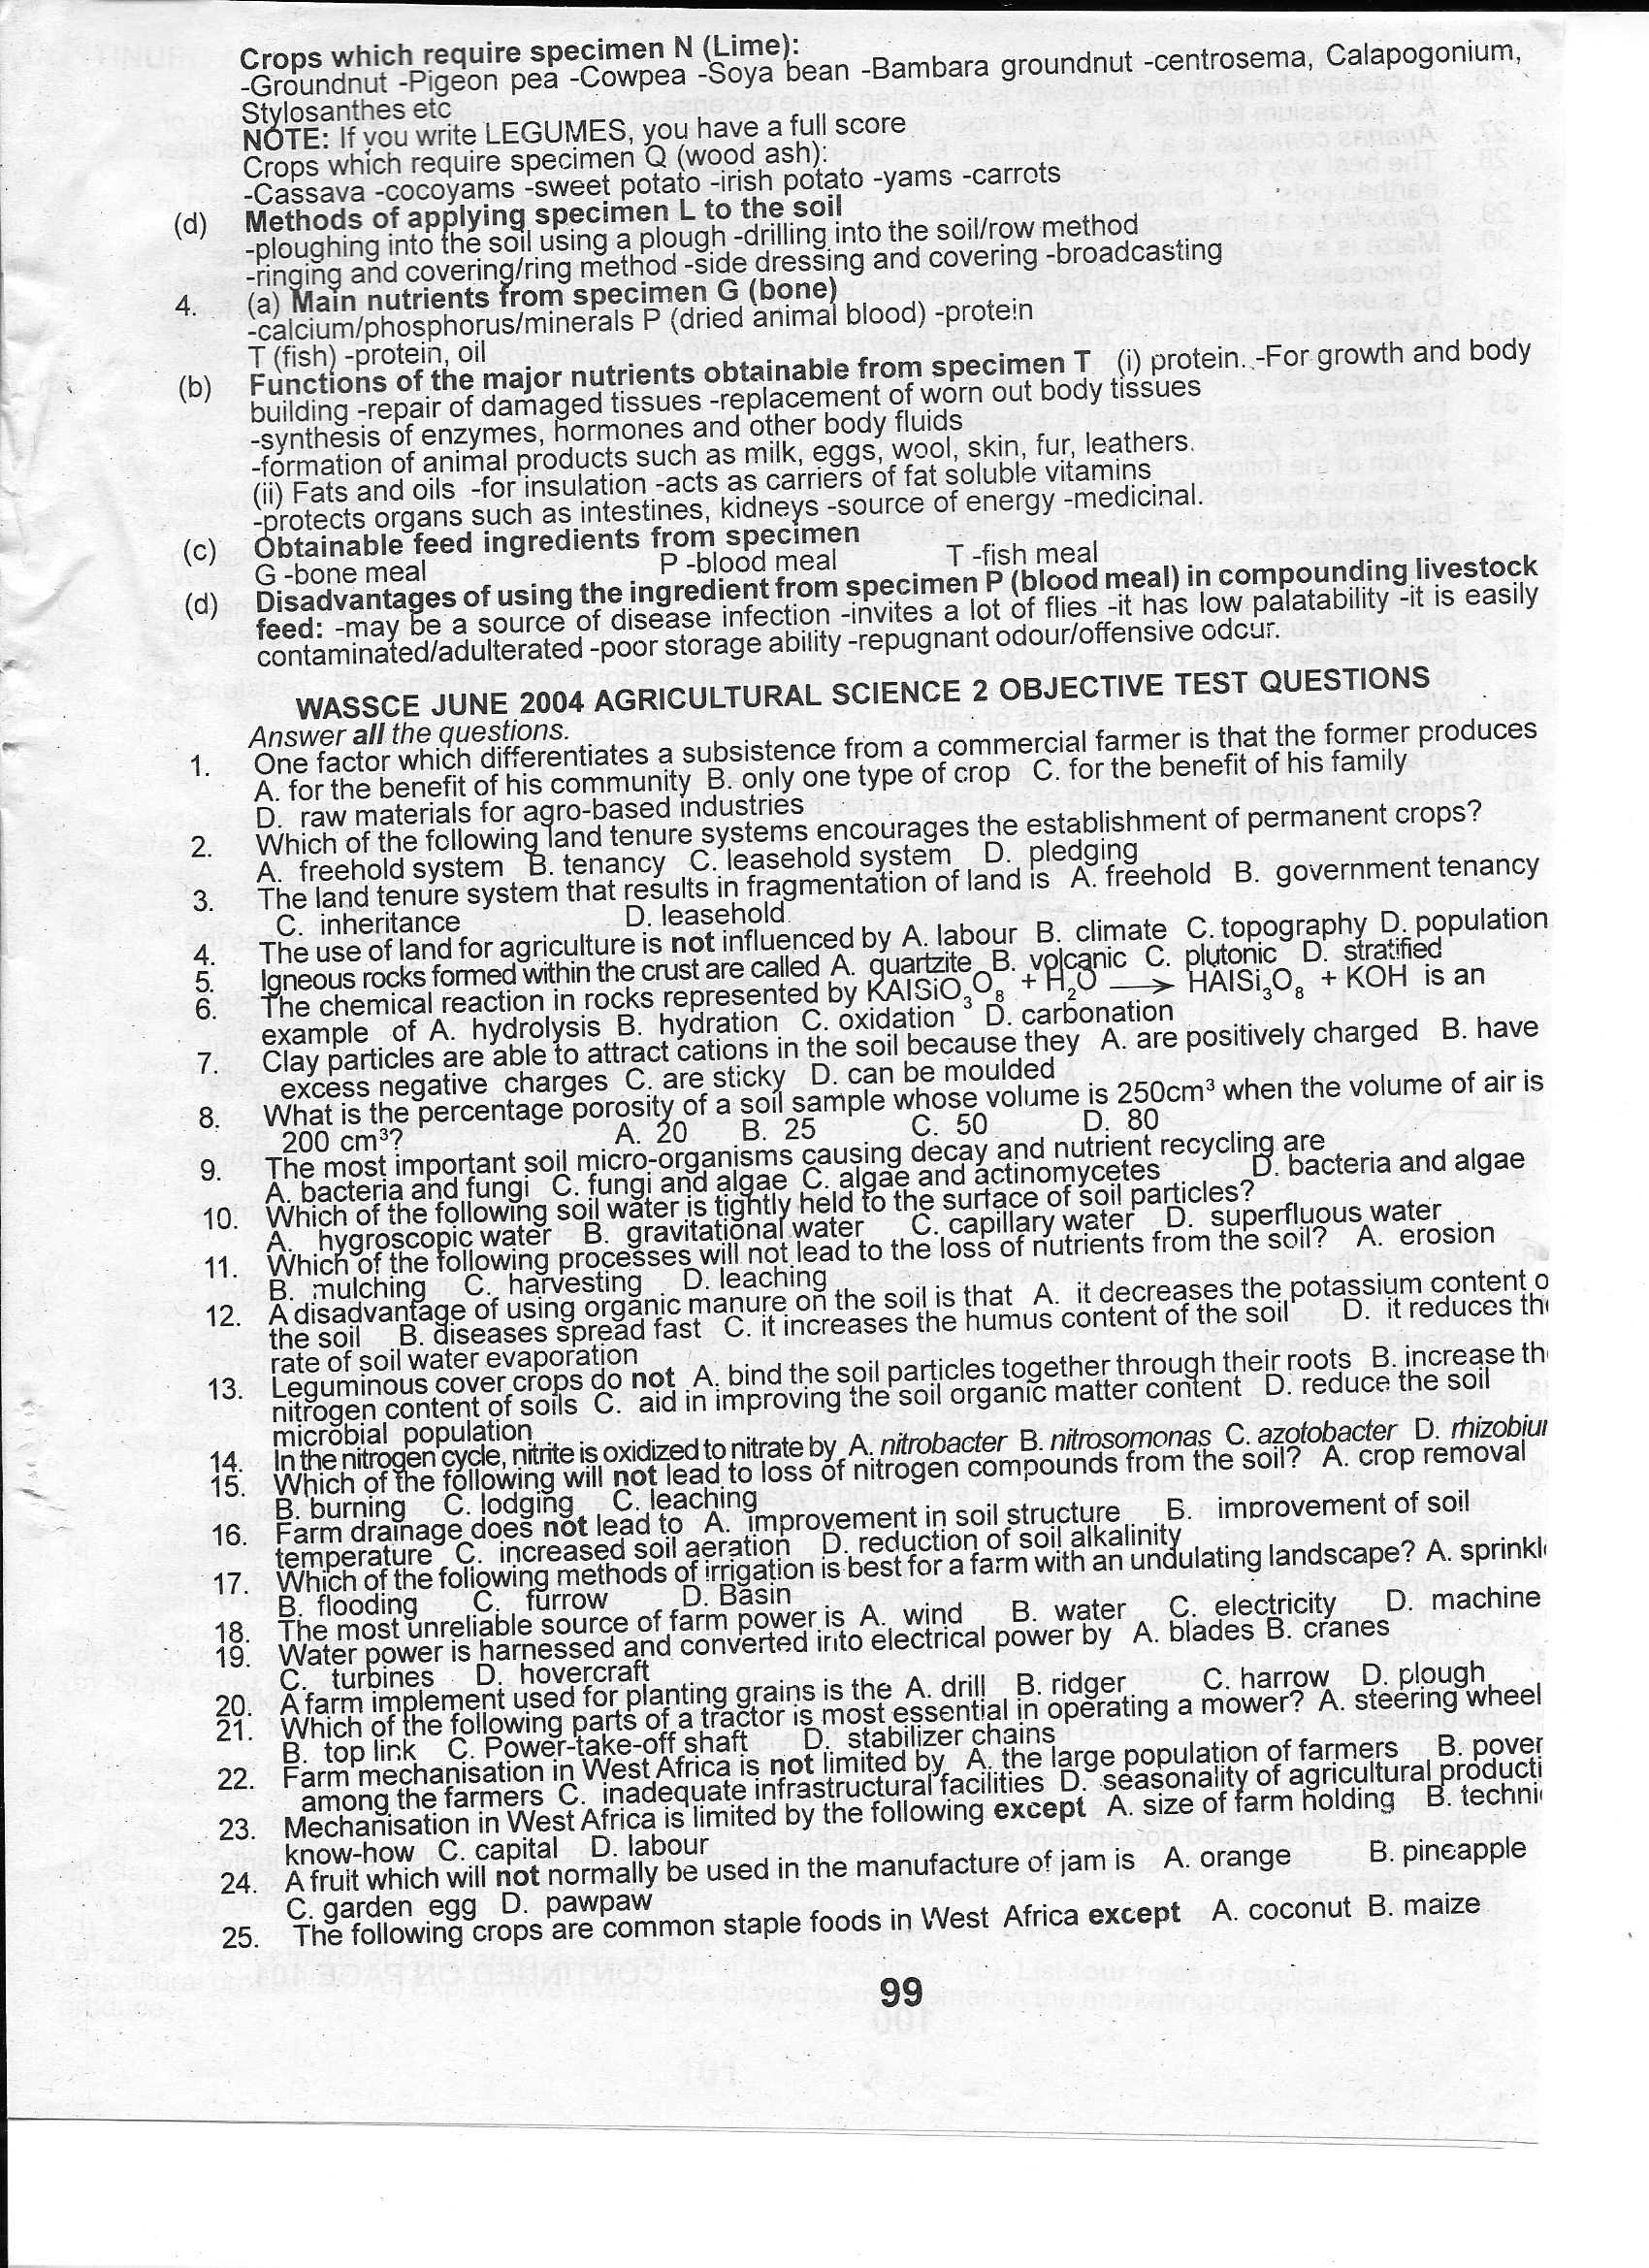 Crops which require specimen N (Lime):
-Groundnut -Pigeon pea -Cowpea -Soya bean -Bambara groundnut -centrosema, Calapogonium,
Stylosanthes etc
NOTE: If you write LEGUMES, you have a full score
Crops which require specimen Q (wood ash):
-Cassava -cocoyams -sweet potato -irish potato -yams -carrots
(d) Methods of applying specimen L to the soil
-ploughing into the soil using a plough -drilling into the soil/row method
-ringing and covering/ring method -side dressing and covering -broadcasting
4. (a) Main nutrients from specimen G (bone)
-calcium/phosphorus/minerals P (dried animal blood) -protein
T (fish) -protein, oil
(b) Functions of the major nutrients obtainable from specimen T (i) protein. -For growth and body
building -repair of damaged tissues -replacement of worn out body tissues
-synthesis of enzymes, hormones and other body fluids
-formation of animal products such as milk, eggs, wool, skin, fur, leathers.
(ii) Fats and oils -for insulation -acts as carriers of fat soluble vitamins
-protects organs such as intestines, kidneys -source of energy -medicinal.
(c) Obtainable feed ingredients from specimen
G -bone meal P -blood meal T -fish meal
(d) Disadvantages of using the ingredient from specimen P (blood meal) in compounding livestock
feed: -may be a source of disease infection -invites a lot of flies -it has low palatability -it is easily
contaminated/adulterated -poor storage ability -repugnant odour/offensive odcur.
WASSCE JUNE 2004 AGRICULTURAL SCIENCE 2 OBJECTIVE TEST QUESTIONS
Answer all the questions.
1. One factor which differentiates a subsistence from a commercial farmer is that the former produces
A. for the benefit of his community B. only one type of crop C. for the benefit of his family
D. raw materials for agro-based industries
2. Which of the following land tenure systems encourages the establishment of permanent crops?
A. freehold system B. tenancy C. leasehold system D. pledging
3. The land tenure system that results in fragmentation of land is A. freehold B. government tenancy
C. inheritance D. leasehold
4. The use of land for agriculture is not influenced by A. labour B. climate C. topography D. population
5. Igneous rocks formed within the crust are called A. quartzite B. volcanic C. plutonic D. stratified
6. The chemical reaction in rocks represented by KAlSiO₃O₈ + H₂O → HAlSi₃O₈ + KOH is an
example of A. hydrolysis B. hydration C. oxidation D. carbonation
7. Clay particles are able to attract cations in the soil because they A. are positively charged B. have
excess negative charges C. are sticky D. can be moulded
8. What is the percentage porosity of a soil sample whose volume is 250cm³ when the volume of air is
200 cm³? A. 20 B. 25 C. 50 D. 80
9. The most important soil micro-organisms causing decay and nutrient recycling are
A. bacteria and fungi C. fungi and algae C. algae and actinomycetes D. bacteria and algae
10. Which of the following soil water is tightly held to the surface of soil particles?
A. hygroscopic water B. gravitational water C. capillary water D. superfluous water
11. Which of the following processes will not lead to the loss of nutrients from the soil? A. erosion
B. mulching C. harvesting D. leaching
12. A disadvantage of using organic manure on the soil is that A. it decreases the potassium content o
the soil B. diseases spread fast C. it increases the humus content of the soil D. it reduces th
rate of soil water evaporation
13. Leguminous cover crops do not A. bind the soil particles together through their roots B. increase th
nitrogen content of soils C. aid in improving the soil organic matter content D. reduce the soil
microbial population
14. In the nitrogen cycle, nitrite is oxidized to nitrate by A. nitrobacter B. nitrosomonas C. azotobacter D. rhizobiu
15. Which of the following will not lead to loss of nitrogen compounds from the soil? A. crop removal
B. burning C. lodging C. leaching
16. Farm drainage does not lead to A. improvement in soil structure B. improvement of soil
temperature C. increased soil aeration D. reduction of soil alkalinity
17. Which of the following methods of irrigation is best for a farm with an undulating landscape? A. sprinkl
B. flooding C. furrow D. Basin
18. The most unreliable source of farm power is A. wind B. water C. electricity D. machine
19. Water power is harnessed and converted into electrical power by A. blades B. cranes
C. turbines D. hovercraft
20. A farm implement used for planting grains is the A. drill B. ridger C. harrow D. plough
21. Which of the following parts of a tractor is most essential in operating a mower? A. steering wheel
B. top link C. Power-take-off shaft D. stabilizer chains
22. Farm mechanisation in West Africa is not limited by A. the large population of farmers B. pover
among the farmers C. inadequate infrastructural facilities D. seasonality of agricultural producti
23. Mechanisation in West Africa is limited by the following except A. size of farm holding B. techni
know-how C. capital D. labour
24. A fruit which will not normally be used in the manufacture of jam is A. orange B. pineapple
C. garden egg D. pawpaw
25. The following crops are common staple foods in West Africa except A. coconut B. maize
99